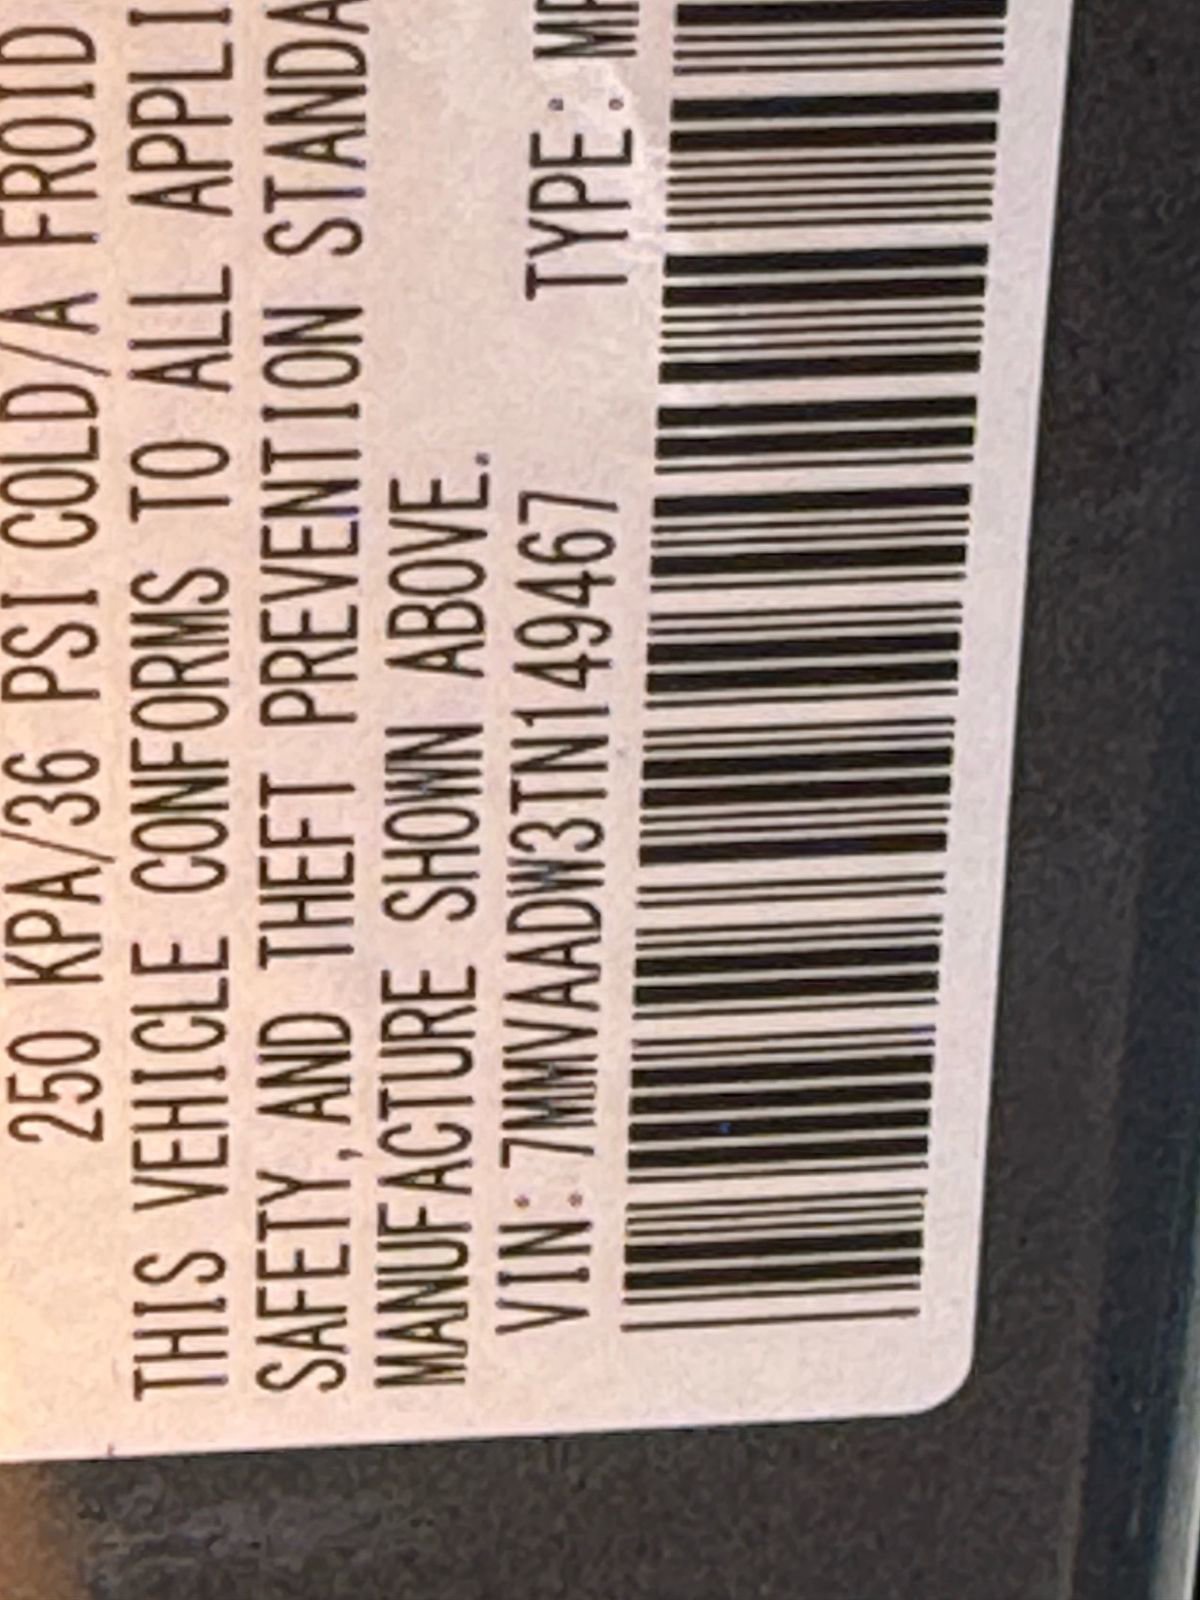 250 KPA/36 PSI COLD/A FROID
THIS VEHICLE CONFORMS TO ALL APPLI
SAFETY,AND THEFT PREVENTION STANDA
MANUFACTURE SHOWN ABOVE.
VIN: 7MMVAADW3TN149467 TYPE: